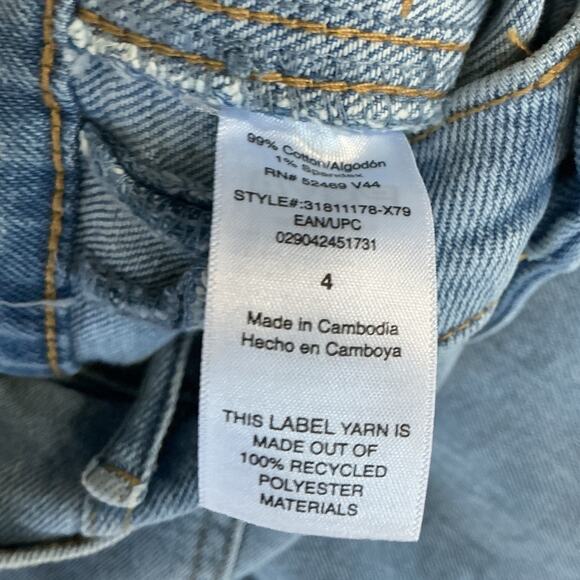 99% Cotton/Algodón
1% Spandex
RN# 52469 V44
STYLE#:31811178-X79
EAN/UPC
029042451731
4
Made in Cambodia
Hecho en Camboya
THIS LABEL YARN IS
MADE OUT OF
100% RECYCLED
POLYESTER
MATERIALS